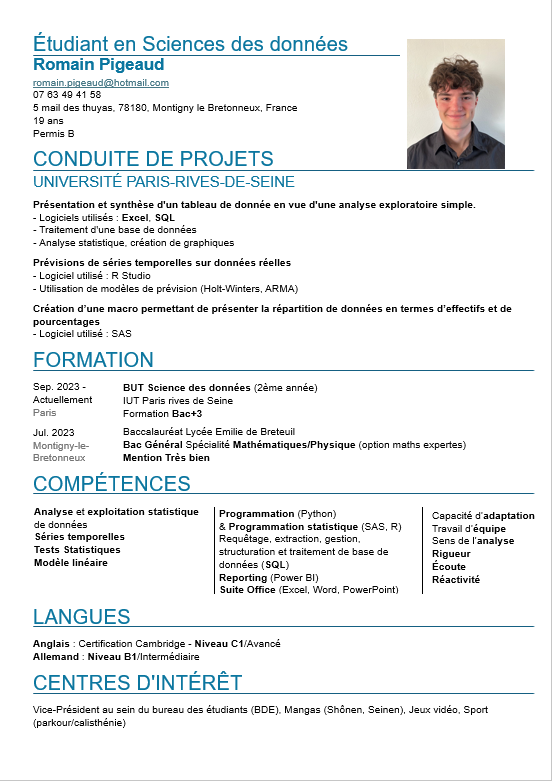 Étudiant en Sciences des données
Romain Pigeaud
romain.pigeaud@hotmail.com
07 63 49 41 58
5 mail des thuyas, 78180, Montigny le Bretonneux, France
19 ans
Permis B
CONDUITE DE PROJETS
UNIVERSITÉ PARIS-RIVES-DE-SEINE
Présentation et synthèse d'un tableau de donnée en vue d'une analyse exploratoire simple.
- Logiciels utilisés : Excel, SQL
- Traitement d'une base de données
- Analyse statistique, création de graphiques
Prévisions de séries temporelles sur données réelles
- Logiciel utilisé : R Studio
- Utilisation de modèles de prévision (Holt-Winters, ARMA)
Création d'une macro permettant de présenter la répartition de données en termes d'effectifs et de
pourcentages
- Logiciel utilisé : SAS
FORMATION
Sep. 2023 -
Actuellement
Paris
BUT Science des données (2ème année)
IUT Paris rives de Seine
Formation Bac+3
Jul. 2023
Montigny-le-
Bretonneux
Baccalauréat Lycée Emilie de Breteuil
Bac Général Spécialité Mathématiques/Physique (option maths expertes)
Mention Très bien
COMPÉTENCES
Analyse et exploitation statistique
de données
Séries temporelles
Tests Statistiques
Modèle linéaire
Programmation (Python)
& Programmation statistique (SAS, R)
Requêtage, extraction, gestion,
structuration et traitement de base de
données (SQL)
Reporting (Power BI)
Suite Office (Excel, Word, PowerPoint)
Capacité d'adaptation
Travail d'équipe
Sens de l'analyse
Rigueur
Écoute
Réactivité
LANGUES
Anglais : Certification Cambridge - Niveau C1/Avancé
Allemand : Niveau B1/Intermédiaire
CENTRES D'INTÉRÊT
Vice-Président au sein du bureau des étudiants (BDE), Mangas (Shônen, Seinen), Jeux vidéo, Sport
(parkour/calisthénie)